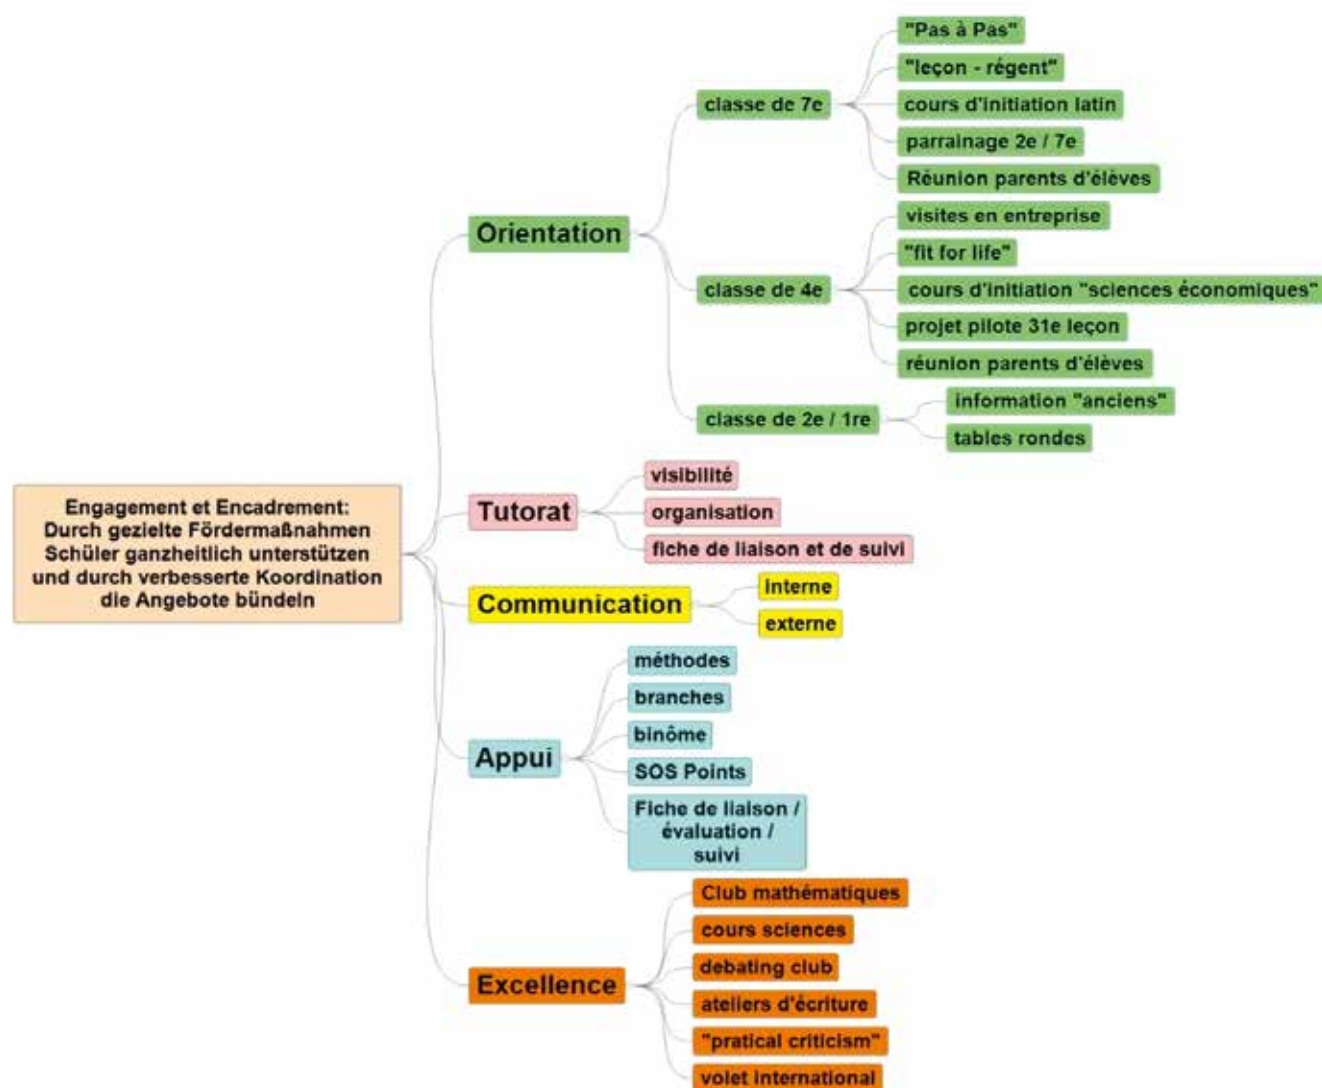 "Pas à Pas"
"leçon - régent"
classe de 7e
cours d'initiation latin
parrainage 2e / 7e
Réunion parents d'élèves
Orientation
visites en entreprise
"fit for life"
classe de 4e
cours d'initiation "sciences économiques"
projet pilote 31e leçon
réunion parents d'élèves
classe de 2e / 1re
information "anciens"
tables rondes
Engagement et Encadrement:
Durch gezielte Fördermaßnahmen
Schüler ganzheitlich unterstützen
und durch verbesserte Koordination
die Angebote bündeln
Tutorat
visibilité
organisation
fiche de liaison et de suivi
Communication
interne
externe
Appui
méthodes
branches
binôme
SOS Points
Fiche de liaison /
évaluation /
suivi
Excellence
Club mathématiques
cours sciences
debating club
ateliers d'écriture
"pratical criticism"
volet international